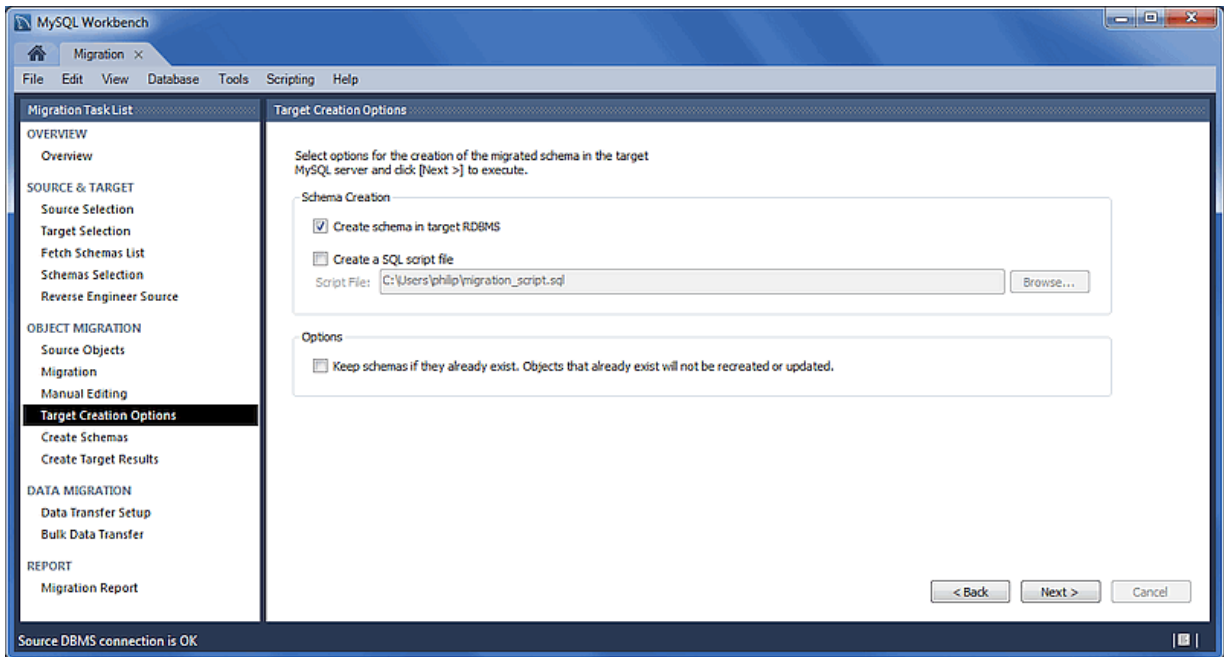 MySQL Workbench
Migration
File Edit View Database Tools Scripting Help
Migration Task List
OVERVIEW
Overview
SOURCE & TARGET
Source Selection
Target Selection
Fetch Schemas List
Schemas Selection
Reverse Engineer Source
OBJECT MIGRATION
Source Objects
Migration
Manual Editing
Target Creation Options
Create Schemas
Create Target Results
DATA MIGRATION
Data Transfer Setup
Bulk Data Transfer
REPORT
Migration Report
Target Creation Options
Select options for the creation of the migrated schema in the target
MySQL server and click [Next >] to execute.
Schema Creation
Create schema in target RDBMS
Create a SQL script file
Script File: C:\Users\philip\migration_script.sql Browse...
Options
Keep schemas if they already exist. Objects that already exist will not be recreated or updated.
< Back Next > Cancel
Source DBMS connection is OK